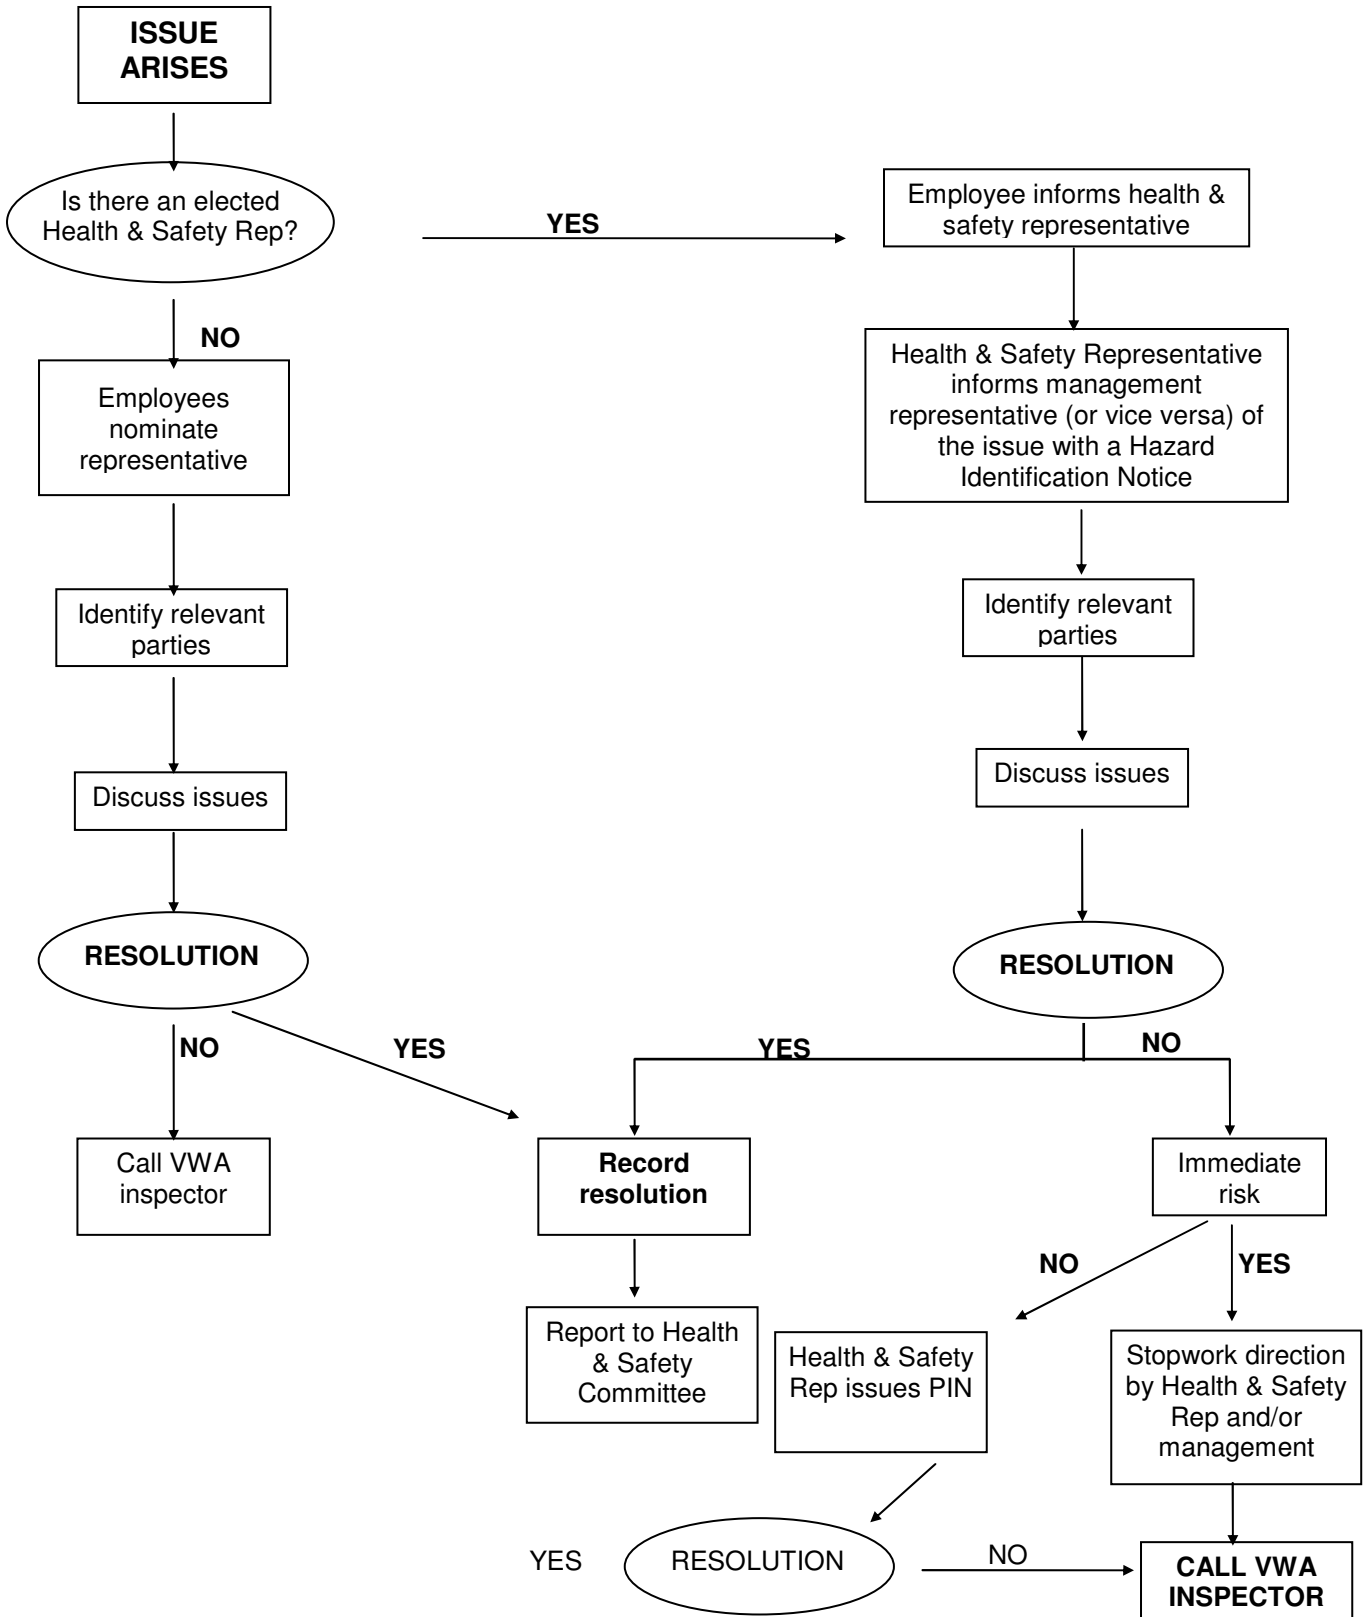 ISSUE
ARISES
Is there an elected
Health & Safety Rep?
YES
Employee informs health &
safety representative
NO
Employees
nominate
representative
Health & Safety Representative
informs management
representative (or vice versa) of
the issue with a Hazard
Identification Notice
Identify relevant
parties
Identify relevant
parties
Discuss issues
Discuss issues
RESOLUTION
RESOLUTION
NO
YES
YES
NO
Call VWA
inspector
Record
resolution
Immediate
risk
NO
YES
Report to Health
& Safety
Committee
Health & Safety
Rep issues PIN
Stopwork direction
by Health & Safety
Rep and/or
management
YES
RESOLUTION
NO
CALL VWA
INSPECTOR